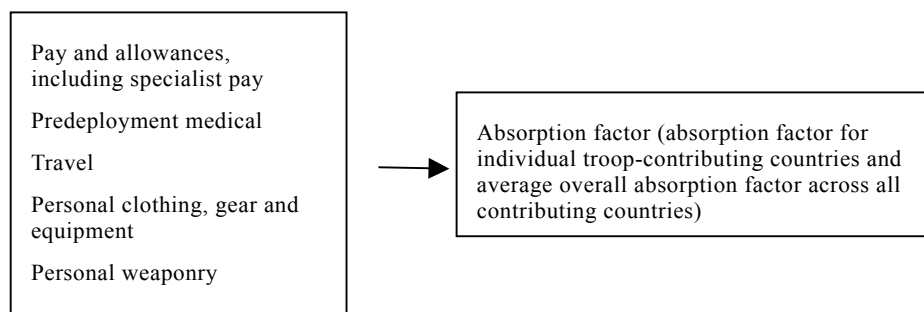 Pay and allowances,
including specialist pay
Predeployment medical
Travel
Personal clothing, gear and
equipment
Personal weaponry
Absorption factor (absorption factor for
individual troop-contributing countries and
average overall absorption factor across all
contributing countries)